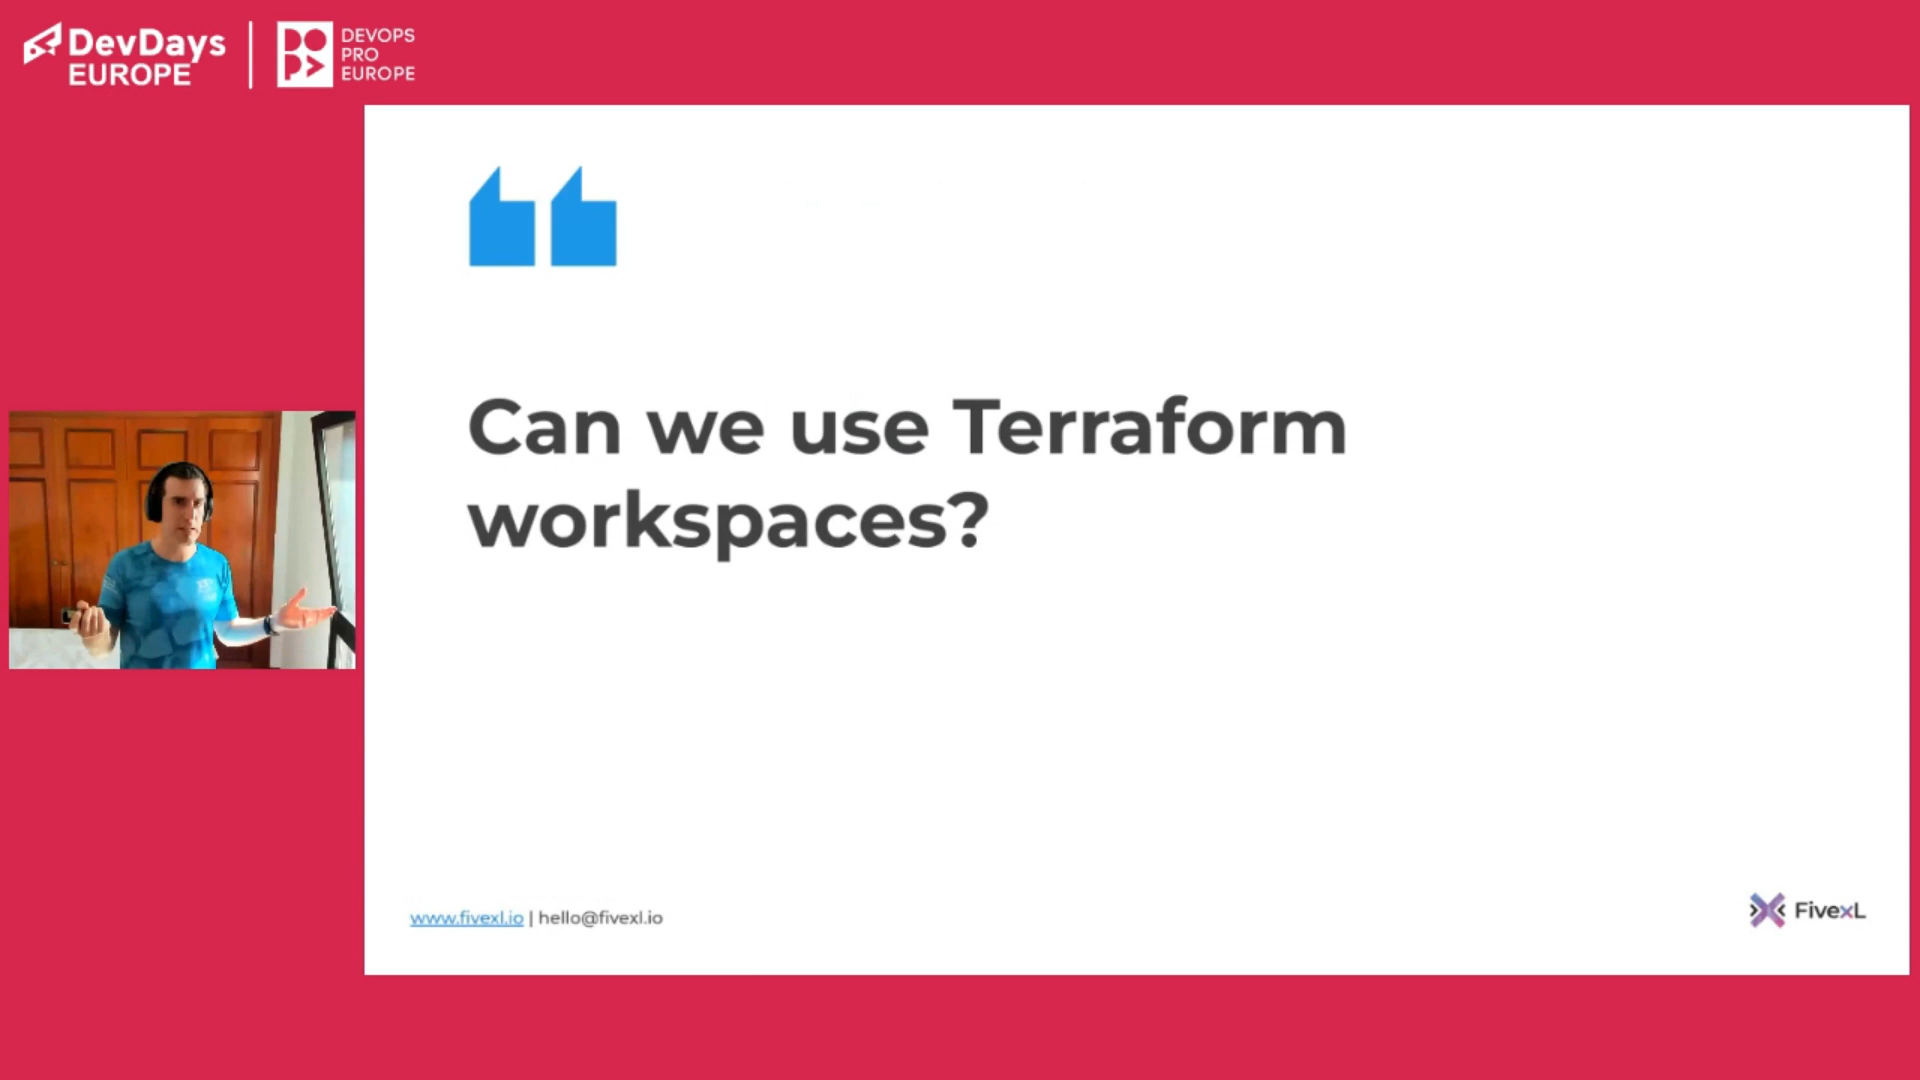 DevDays
EUROPE
DEVOPS
PRO
EUROPE
Can we use Terraform
workspaces?
www.fivexl.io | hello@fivexl.io
FivexL